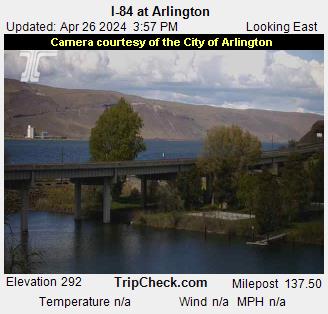 I-84 at Arlington
Updated: Apr 26 2024 3:57 PM Looking East
Camera courtesy of the City of Arlington
Elevation 292 TripCheck.com Milepost 137.50
Temperature n/a Wind n/a MPH n/a